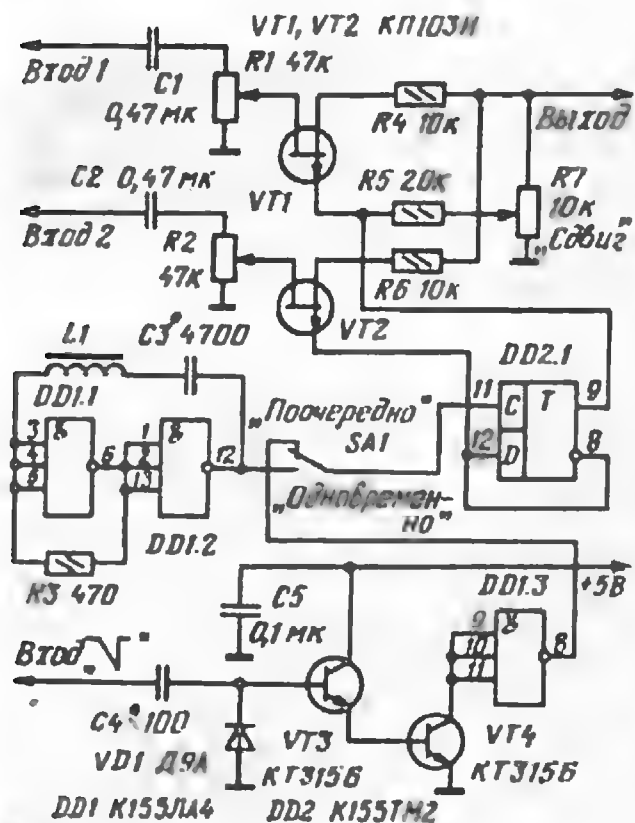 VT1, VT2 КП103И
Вход 1
C1
0,47 мк
R1 47к
R4 10к
Выход
VT1
R5 20к
R7
10к
„Сдвиг"
C2 0,47 мк
Вход 2
R2
47к
R6 10к
VT2
L1
C3* 4700
DD1.1
&
3
4
5
6
1
2
13
&
12
DD1.2
R3 470
„Поочередно"
SA1
„Одновремен-
но"
DD2.1
11
C
T
9
12
D
8
C5
0,1 мк
+5В
DD1.3
9
10
11
&
8
Вход „ "
C4* 100
VD1 Д9А
VT3
КТ315Б
VT4
КТ315Б
DD1 К155ЛА4
DD2 К155ТМ2